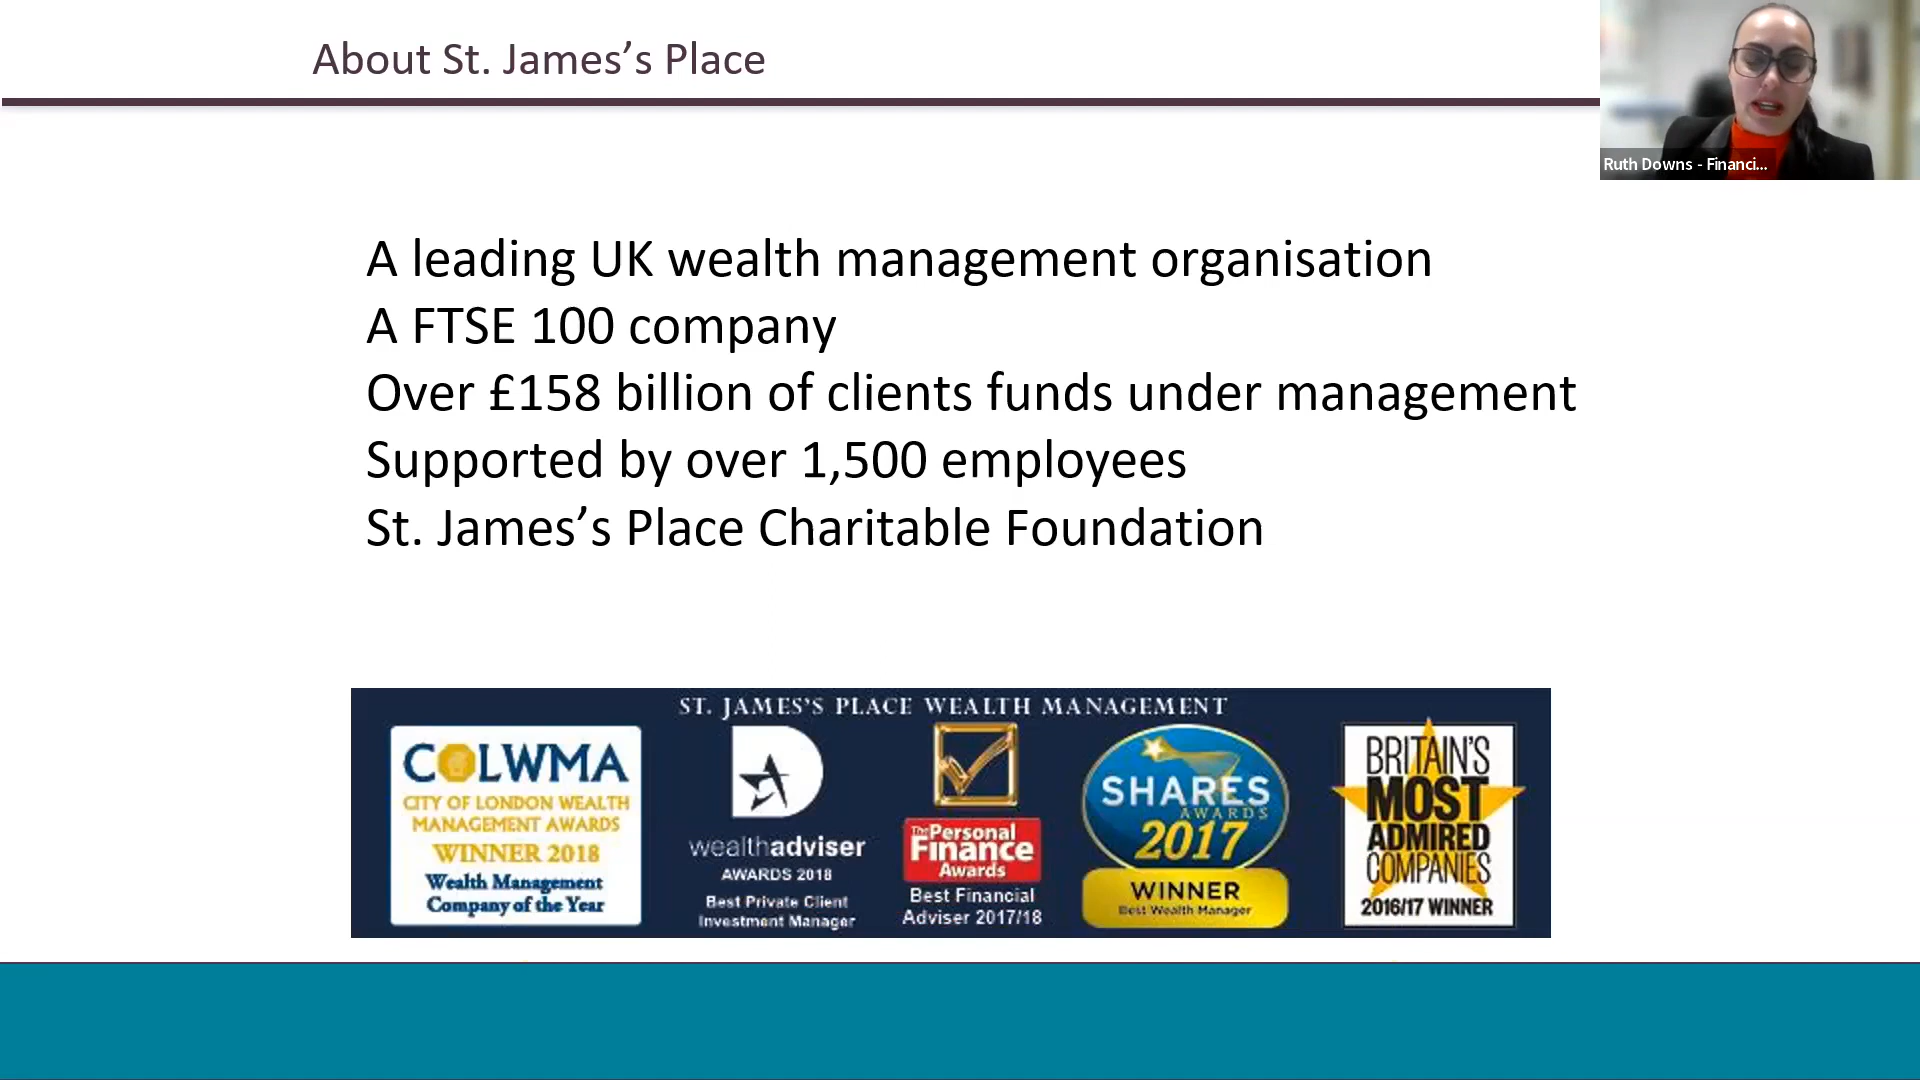 About St. James’s Place
Ruth Downs - Financi...
A leading UK wealth management organisation
A FTSE 100 company
Over £158 billion of clients funds under management
Supported by over 1,500 employees
St. James’s Place Charitable Foundation
ST. JAMES’S PLACE WEALTH MANAGEMENT
COLWMA
CITY OF LONDON WEALTH
MANAGEMENT AWARDS
WINNER 2018
Wealth Management
Company of the Year
wealthadviser
AWARDS 2018
Best Private Client
Investment Manager
The Personal
Finance
Awards
Best Financial
Adviser 2017/18
SHARES
AWARDS
2017
WINNER
Best Wealth Manager
BRITAIN'S
MOST
ADMIRED
COMPANIES
2016/17 WINNER